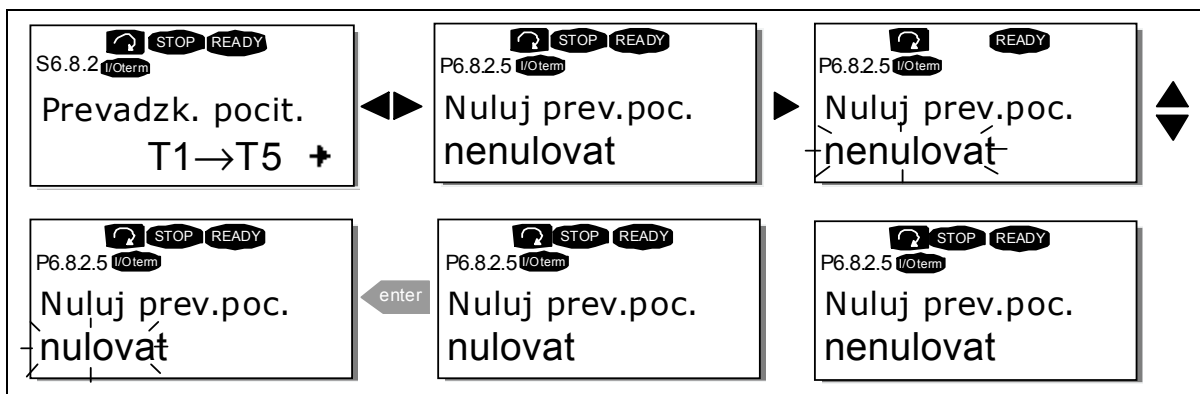 STOP READY
S6.8.2 I/Oterm
Prevadzk. pocit.
T1→T5
STOP READY
P6.8.2.5 I/Oterm
Nuluj prev.poc.
nenulovat
READY
P6.8.2.5 I/Oterm
Nuluj prev.poc.
nenulovat
STOP READY
P6.8.2.5 I/Oterm
Nuluj prev.poc.
nulovat
enter
STOP READY
P6.8.2.5 I/Oterm
Nuluj prev.poc.
nulovat
STOP READY
P6.8.2.5 I/Oterm
Nuluj prev.poc.
nenulovat